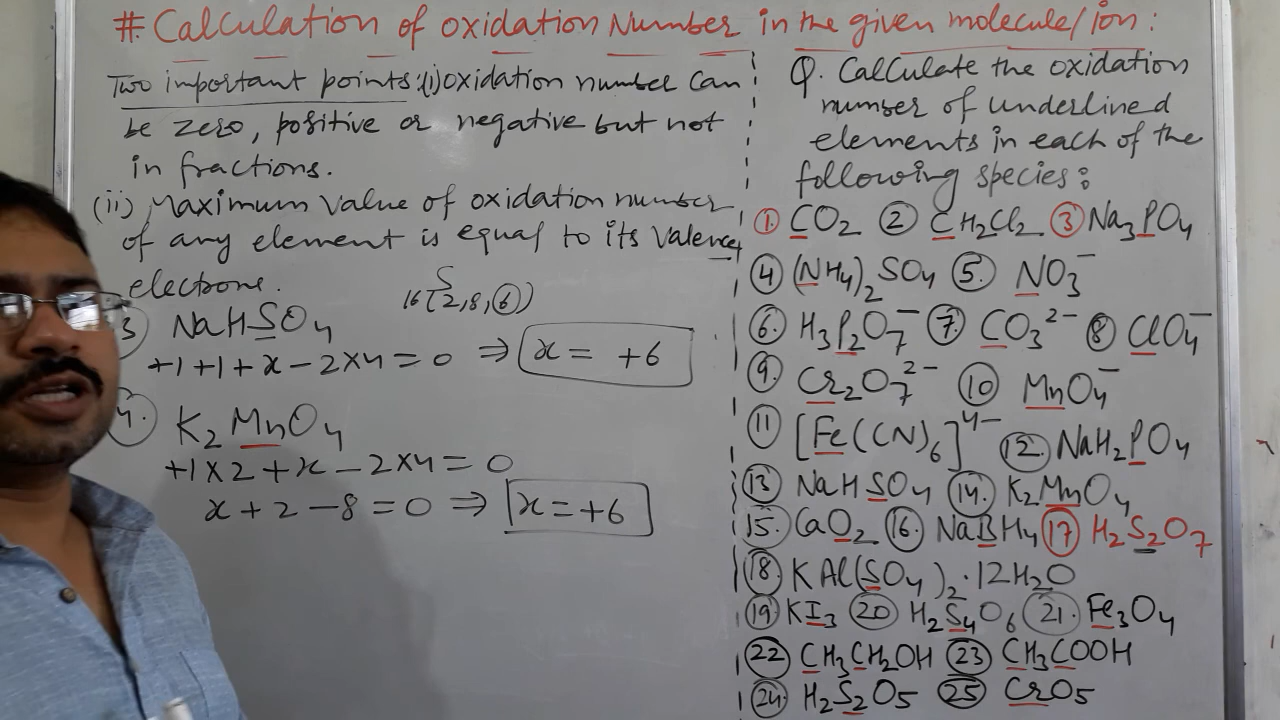 # Calculation of oxidation Number in the given molecule/ion:
Two important points: (i) oxidation number can
be zero, positive or negative but not
in fractions.
(ii) Maximum value of oxidation number
of any element is equal to its valence
electrons.
S
16 (2,8,6)
3 NaHSO₄
+1+1+x-2×4=0 ⇒ x = +6
4. K₂MnO₄
+1×2+x-2×4=0
x+2-8=0 ⇒ x=+6
Q. Calculate the oxidation
number of underlined
elements in each of the
following species:
① CO₂ ② CH₂Cl₂ ③ Na₃PO₄
④ (NH₄)₂SO₄ ⑤. NO₃⁻
⑥. H₃P₂O₇⁻ ⑦. CO₃²⁻ ⑧ ClO₄⁻
⑨ Cr₂O₇²⁻ ⑩ MnO₄⁻
⑪ [Fe(CN)₆]⁴⁻ ⑫. NaH₂PO₄
⑬ NaHSO₄ ⑭. K₂MnO₄
⑮. CaO₂ ⑯. NaBH₄ ⑰ H₂S₂O₇
⑱ KAl(SO₄)₂·12H₂O
⑲ KI₃ ⑳ H₂S₄O₆ ㉑. Fe₃O₄
㉒ CH₃CH₂OH ㉓ CH₃COOH
㉔. H₂S₂O₅ ㉕ CrO₅